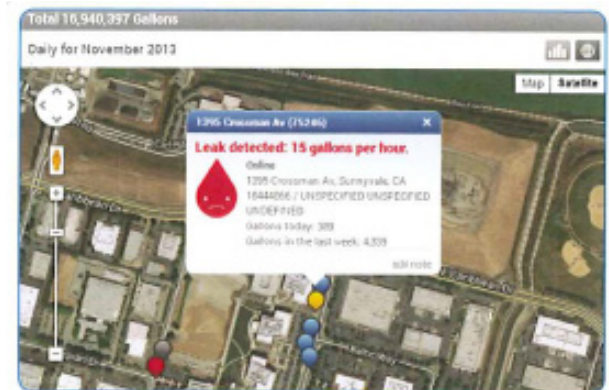 Total 16,940,397 Gallons
Daily for November 2013
Map Satellite
1395 Crossman Av (75246)
Leak detected: 15 gallons per hour.
Online
1395 Crossman Av, Sunnyvale, CA
/ UNSPECIFIED UNSPECIFIED
UNDEFINED
Gallons today: 389
Gallons in the last week: 4,339
add note